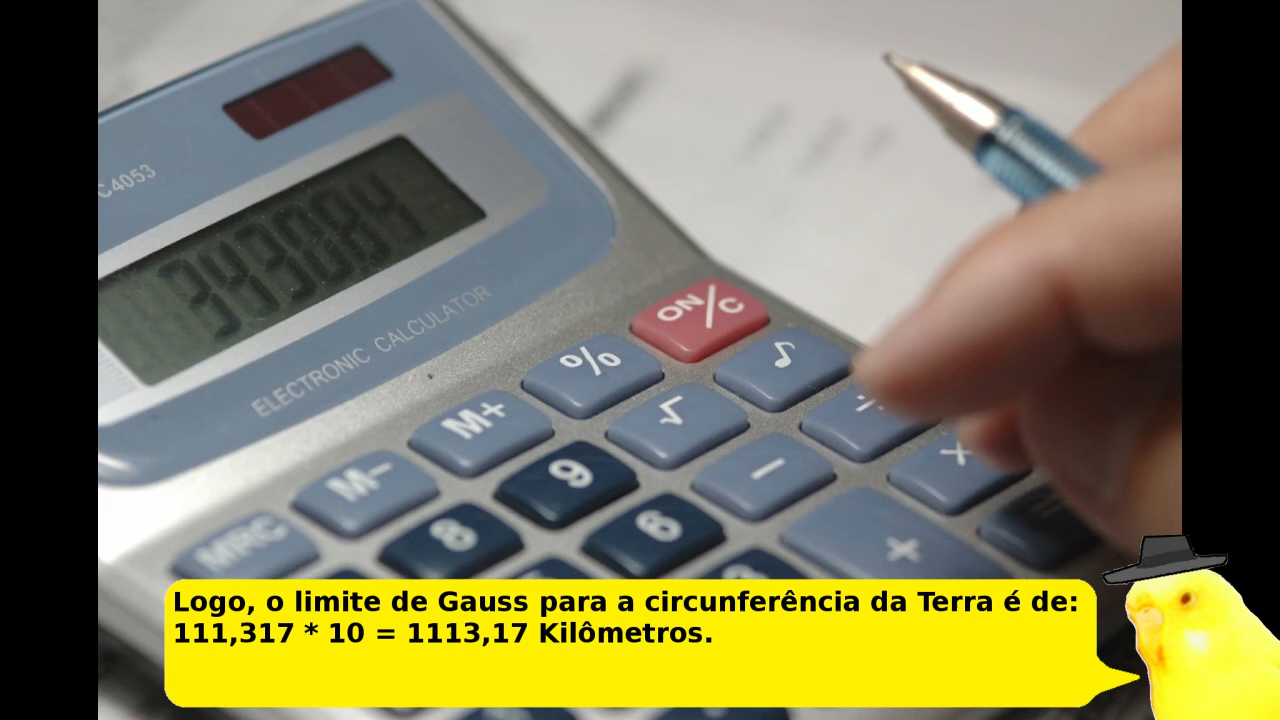 C4053
ELECTRONIC CALCULATOR
ON/C
%
♪
M+
√
÷
M−
9
−
×
MRC
8
6
+
Logo, o limite de Gauss para a circunferência da Terra é de:
111,317 * 10 = 1113,17 Kilômetros.